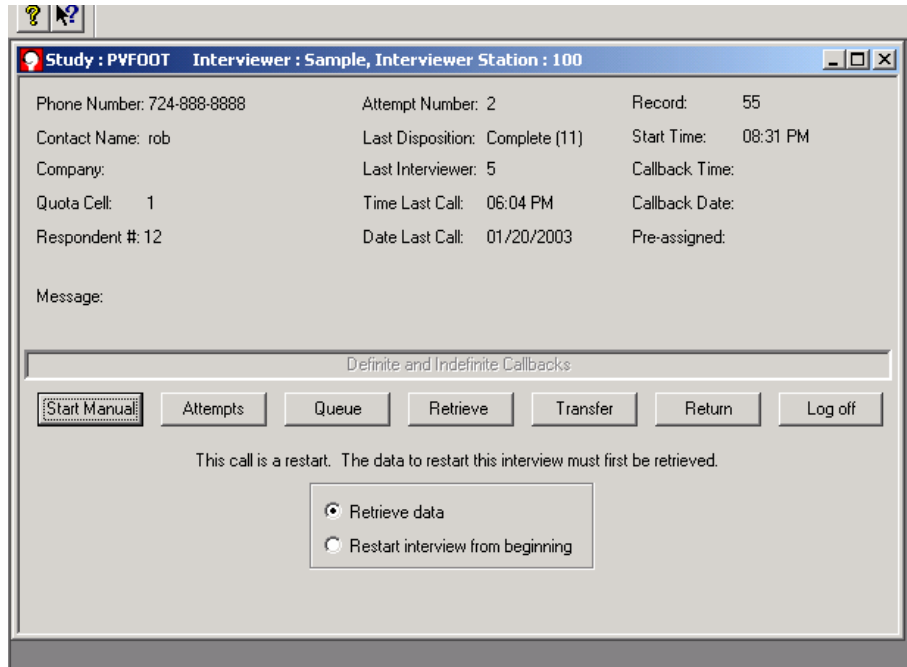 Study : PVFOOT Interviewer : Sample, Interviewer Station : 100
Phone Number: 724-888-8888 Attempt Number: 2 Record: 55
Contact Name: rob Last Disposition: Complete (11) Start Time: 08:31 PM
Company: Last Interviewer: 5 Callback Time:
Quota Cell: 1 Time Last Call: 06:04 PM Callback Date:
Respondent #: 12 Date Last Call: 01/20/2003 Pre-assigned:
Message:
Definite and Indefinite Callbacks
Start Manual Attempts Queue Retrieve Transfer Return Log off
This call is a restart. The data to restart this interview must first be retrieved.
Retrieve data
Restart interview from beginning